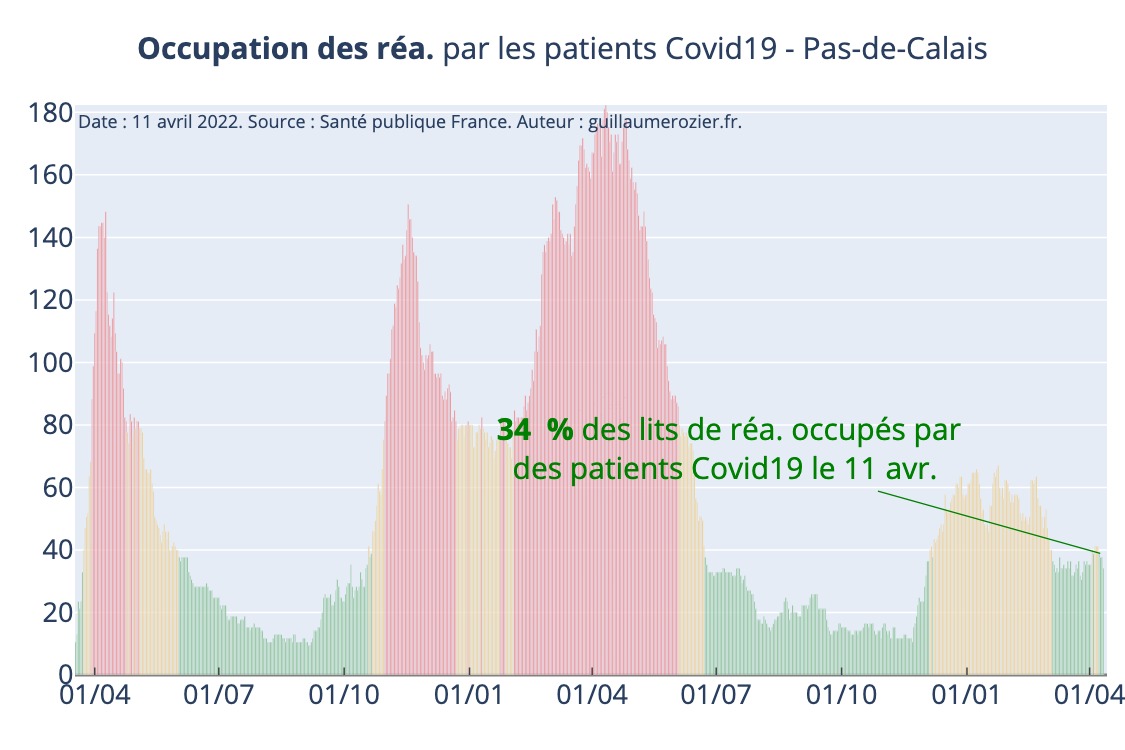 Occupation des réa. par les patients Covid19 - Pas-de-Calais
180
Date : 11 avril 2022. Source : Santé publique France. Auteur : guillaumerozier.fr.
160
140
120
100
80
34 % des lits de réa. occupés par
des patients Covid19 le 11 avr.
60
40
20
0
01/04 01/07 01/10 01/01 01/04 01/07 01/10 01/01 01/04